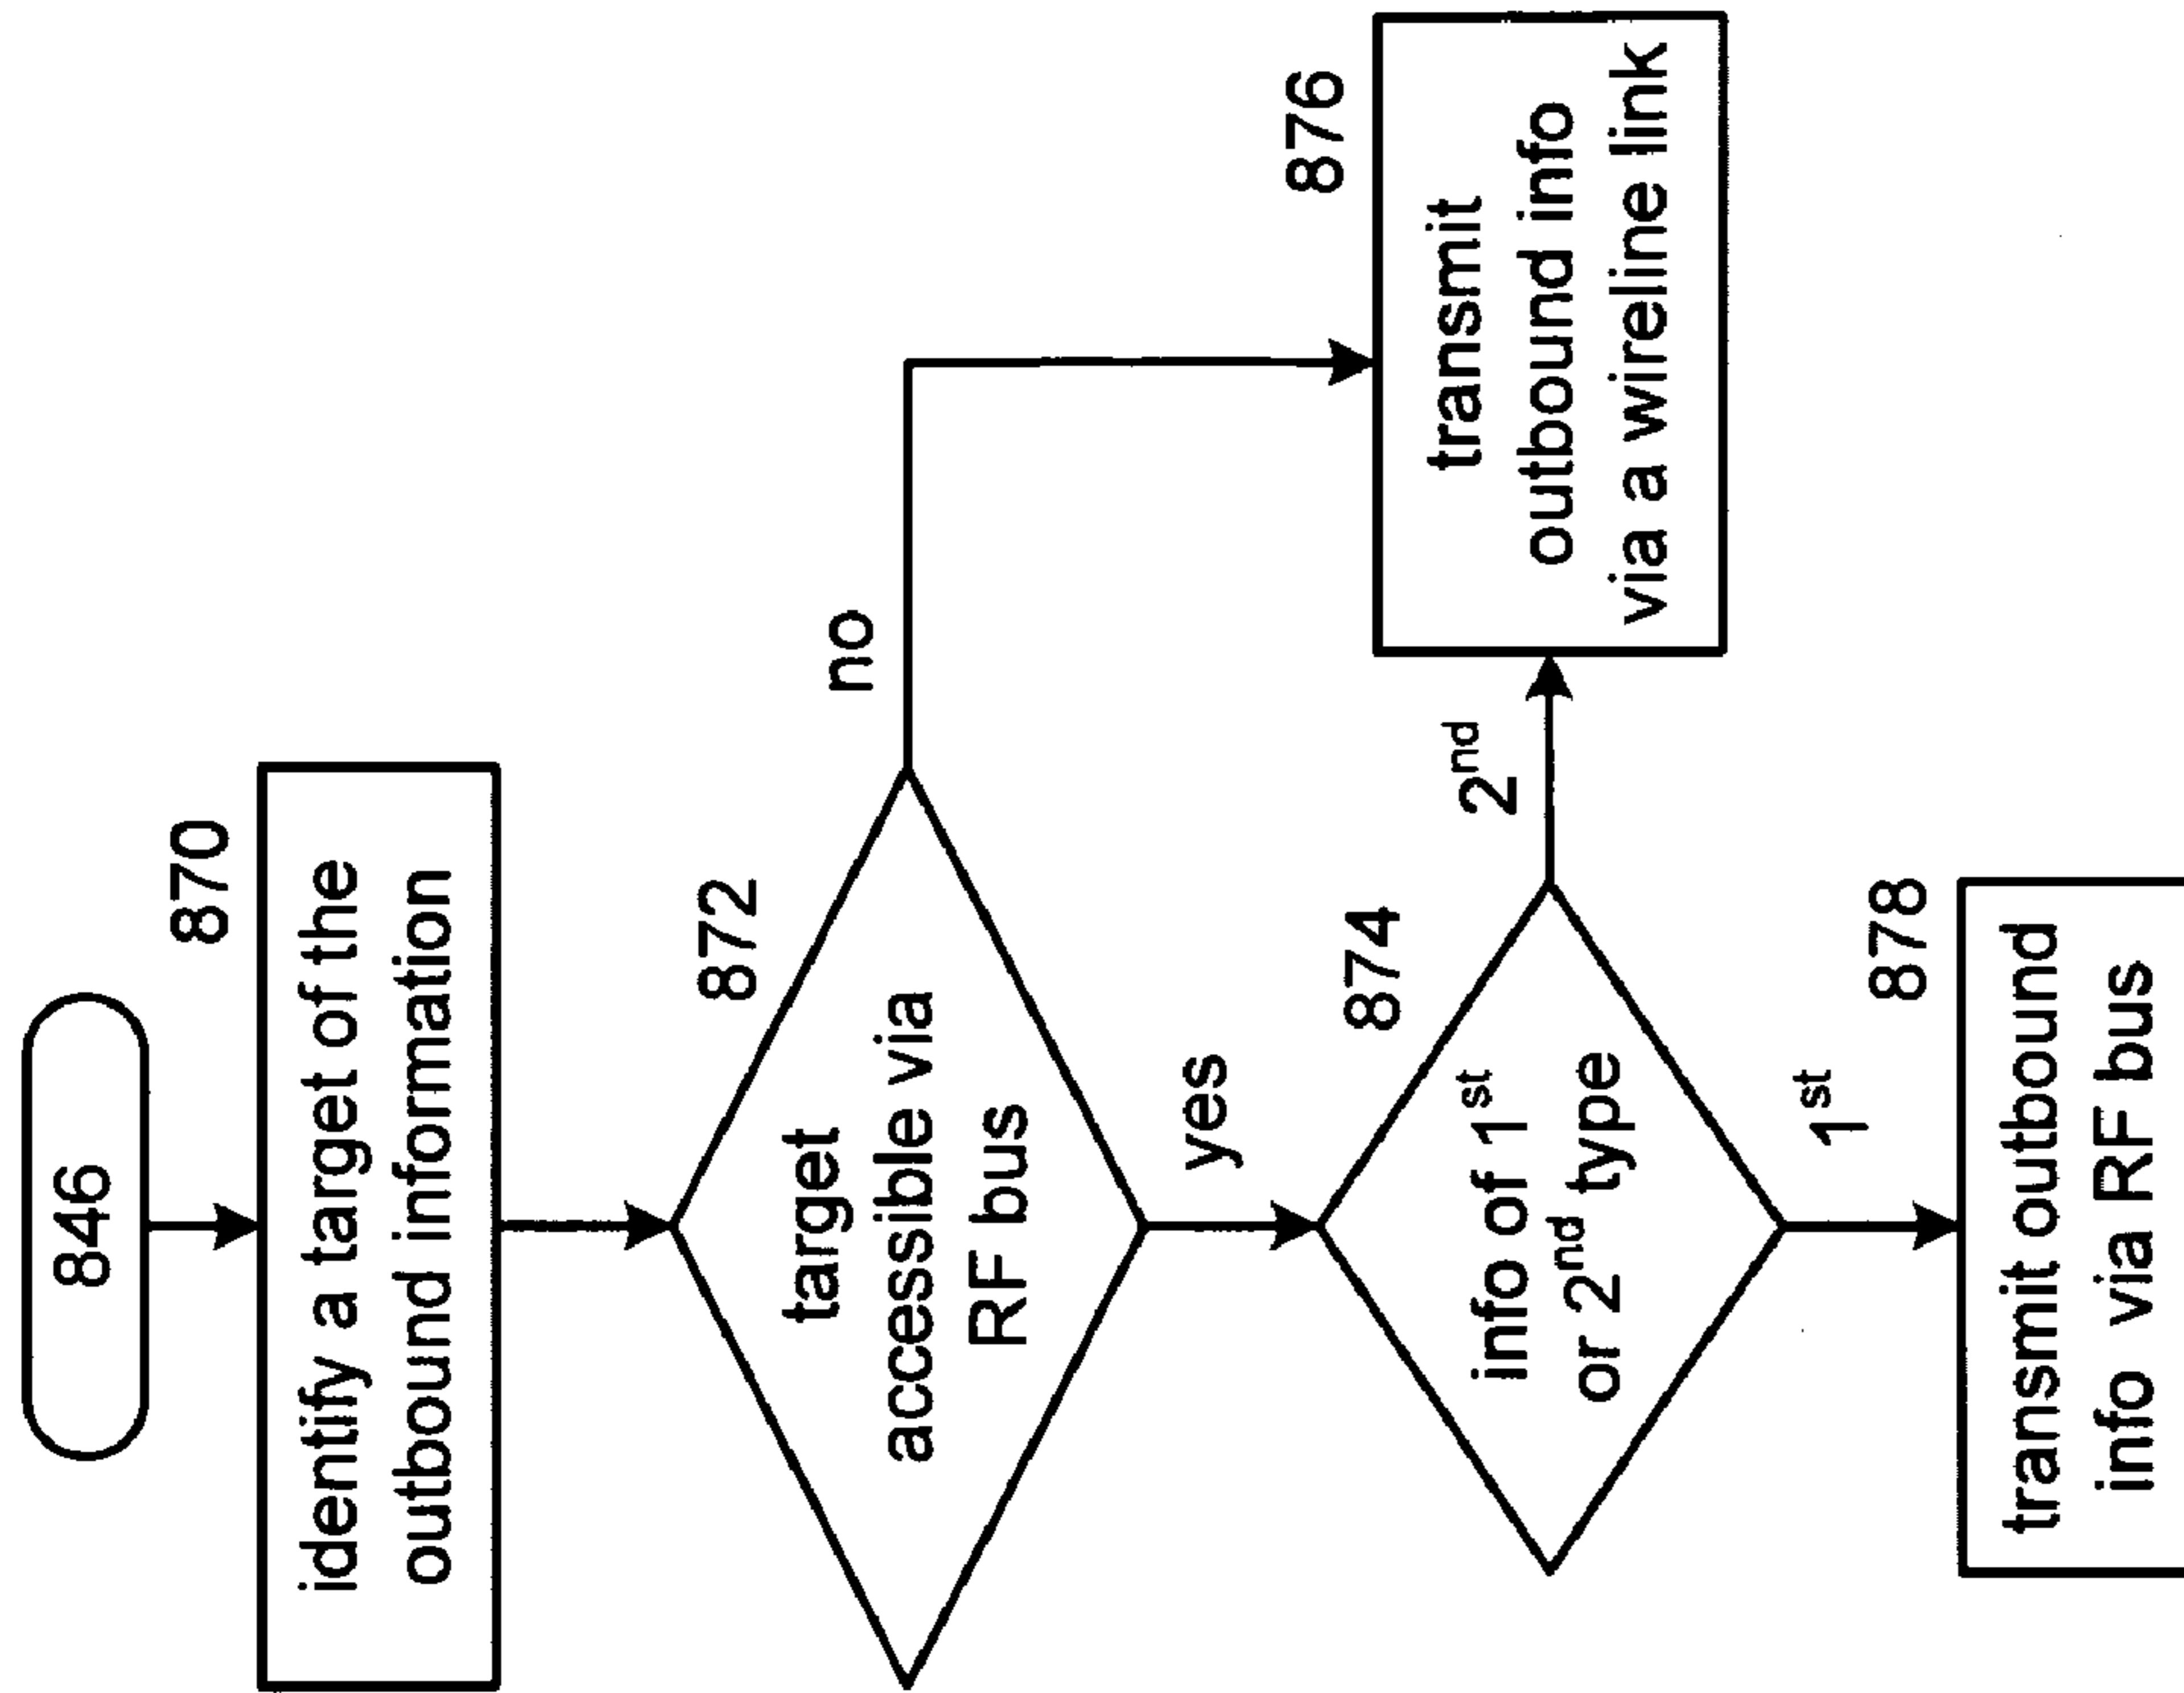 846
870
identify a target of the
outbound information
872
target
accessible via
RF bus
no
yes
874
info of 1st
or 2nd type
2nd
876
transmit
outbound info
via a wireline link
1st
878
transmit outbound
info via RF bus